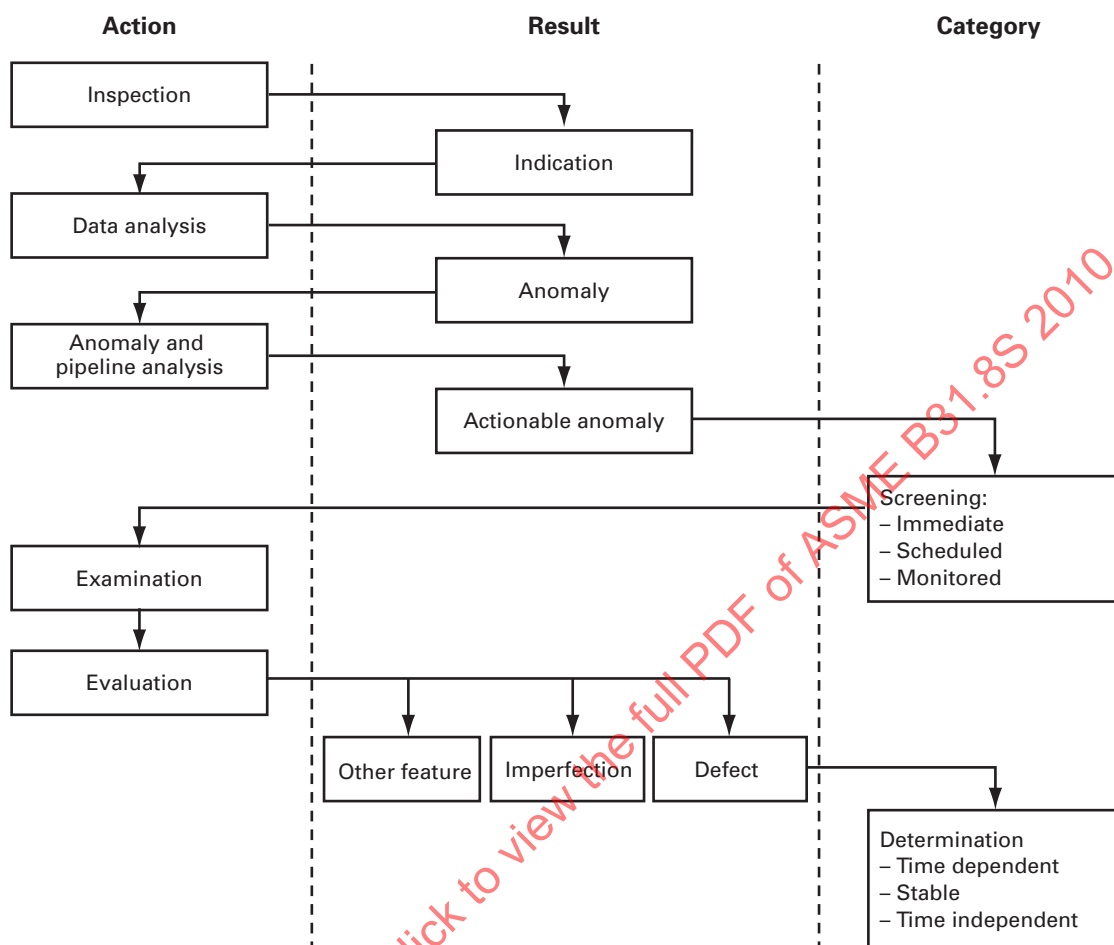 Action
Result
Category
Inspection
Indication
Data analysis
Anomaly
Anomaly and
pipeline analysis
Actionable anomaly
Screening:
– Immediate
– Scheduled
– Monitored
Examination
Evaluation
Other feature
Imperfection
Defect
Determination
– Time dependent
– Stable
– Time independent
lick to view the full PDF of ASME B31.8S 2010